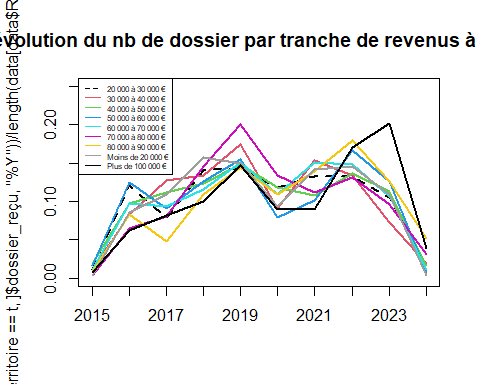 évolution du nb de dossier par tranche de revenus à
rritoire == t, ]$dossier_reçu, "%Y"))/length(data[data$R
20 000 à 30 000 €
30 000 à 40 000 €
40 000 à 50 000 €
50 000 à 60 000 €
60 000 à 70 000 €
70 000 à 80 000 €
80 000 à 90 000 €
Moins de 20 000 €
Plus de 100 000 €
0.20
0.10
0.00
2015
2017
2019
2021
2023